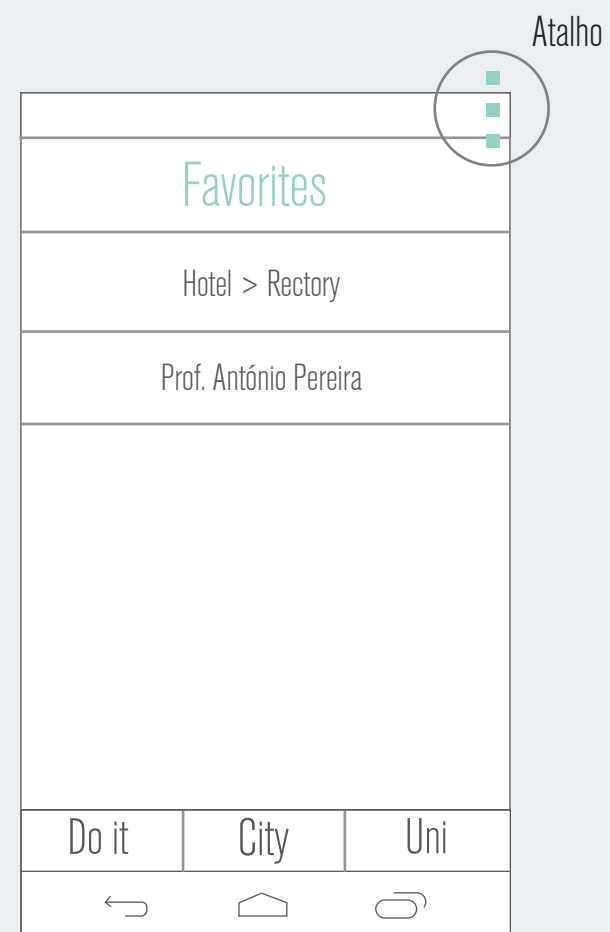 Atalho
Favorites
Hotel > Rectory
Prof. António Pereira
Do it
City
Uni